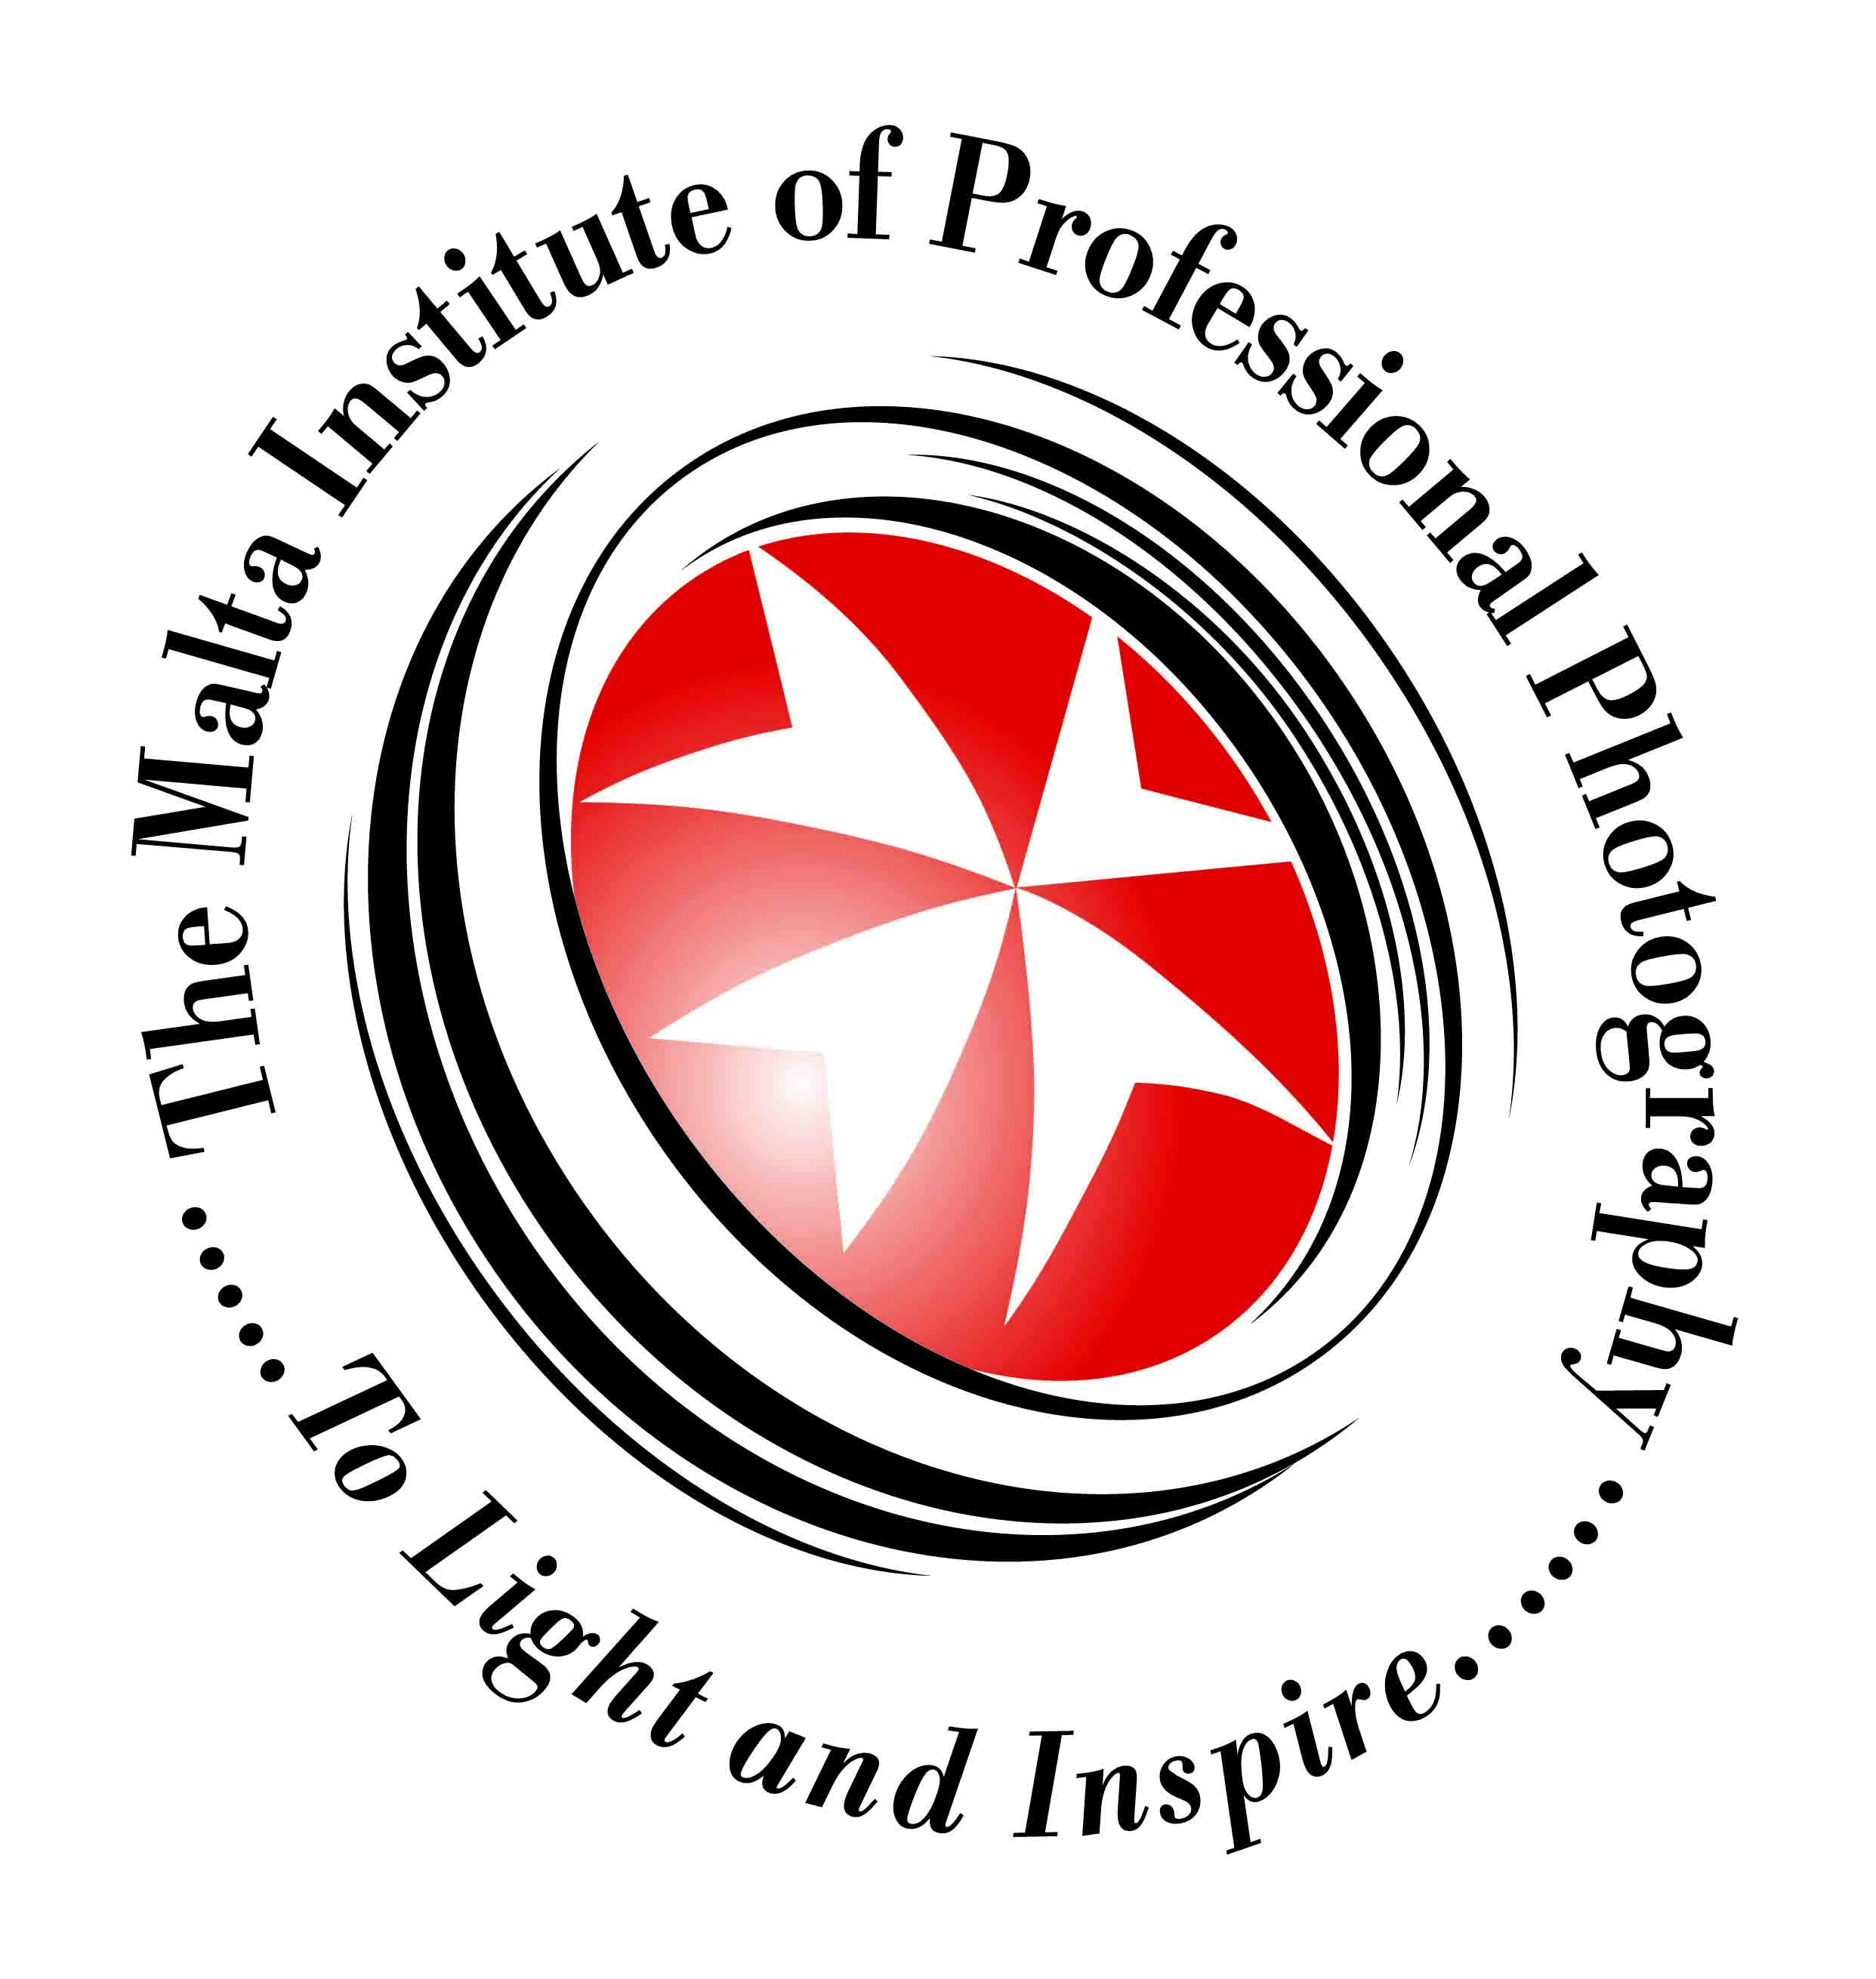 The Malta Institute of Professional Photography
.....To Light and Inspire......